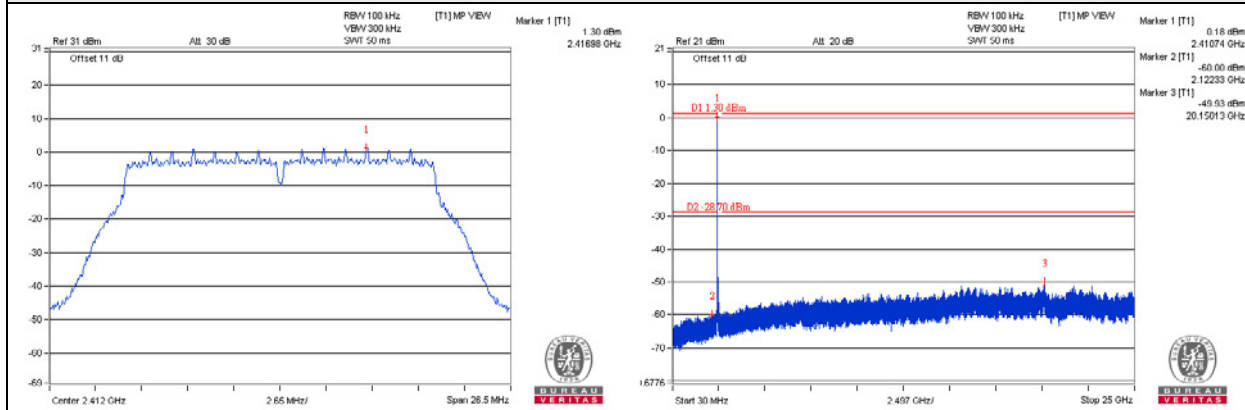 RBW 100 kHz
[T1] MP VIEW
Marker 1 [T1]
VBW 300 kHz
1.30 dBm
Ref 31 dBm
Att 30 dB
SWT 50 ms
2.41698 GHz
31
Offset 11 dB
20
10
1
0
-10
-20
-30
-40
-50
-60
-69
Center 2.412 GHz
2.65 MHz/
Span 26.5 MHz
BUREAU
VERITAS
RBW 100 kHz
[T1] MP VIEW
Marker 1 [T1]
VBW 300 kHz
0.18 dBm
Ref 21 dBm
Att 20 dB
SWT 50 ms
2.41074 GHz
21
Offset 11 dB
Marker 2 [T1]
-60.00 dBm
2.12233 GHz
10
1
Marker 3 [T1]
D1 1.30 dBm
-49.93 dBm
0
20.15013 GHz
-10
-20
D2 -28.70 dBm
-30
-40
3
-50
2
-60
-70
Start 30 MHz
2.497 GHz/
Stop 25 GHz
BUREAU
VERITAS